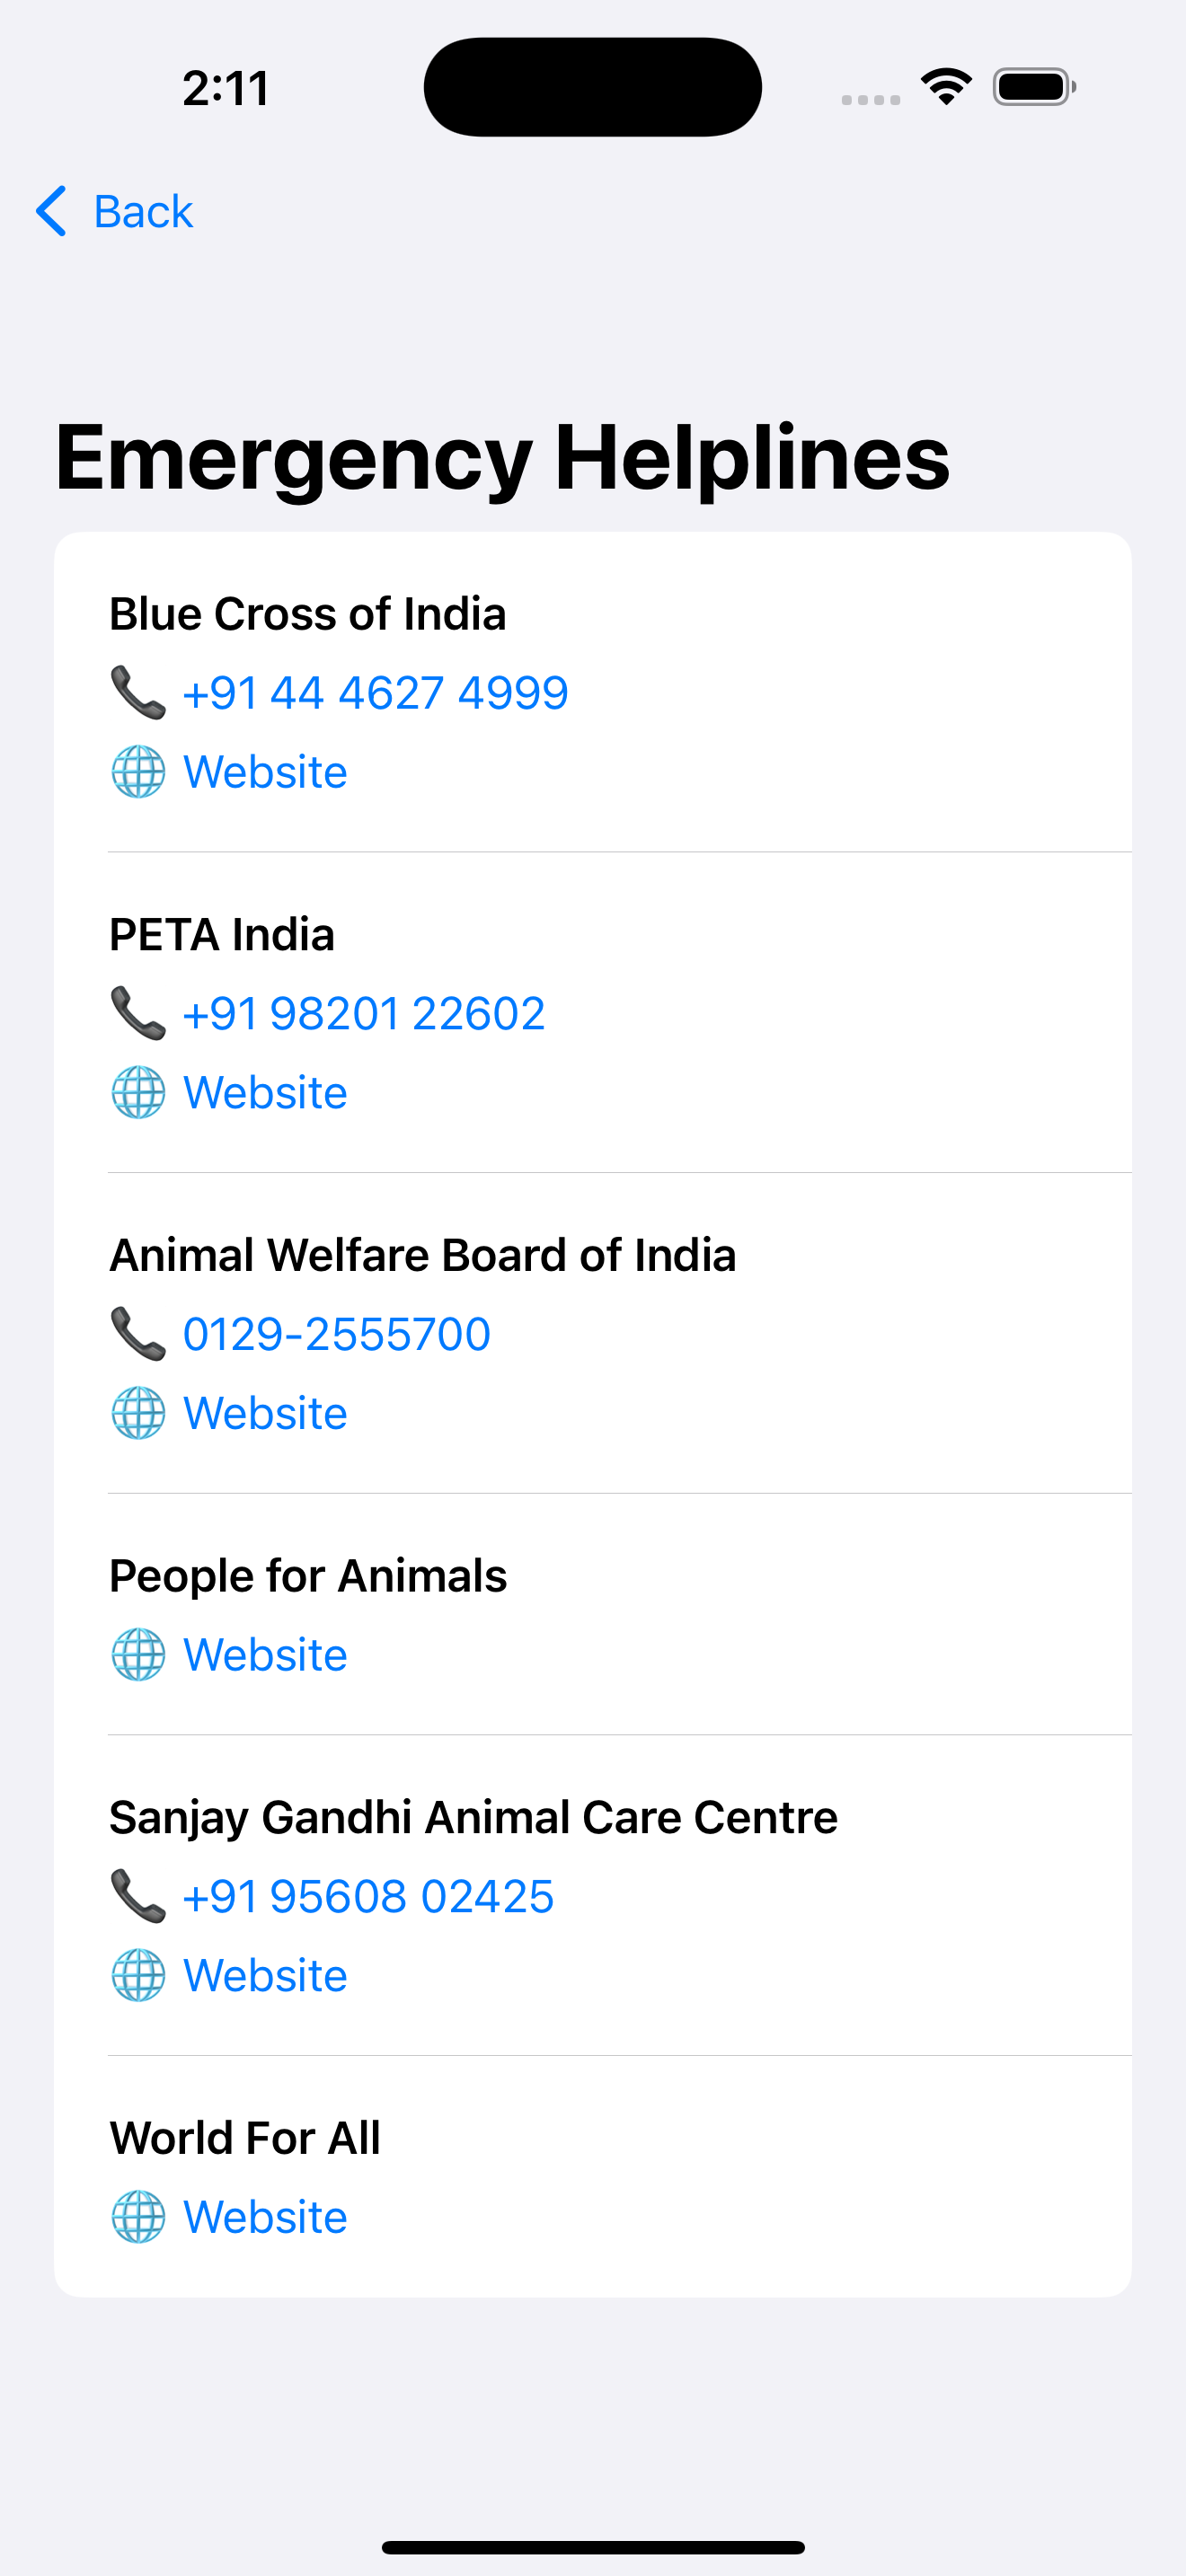 2:11
Back
Emergency Helplines
Blue Cross of India
+91 44 4627 4999
Website
PETA India
+91 98201 22602
Website
Animal Welfare Board of India
0129-2555700
Website
People for Animals
Website
Sanjay Gandhi Animal Care Centre
+91 95608 02425
Website
World For All
Website